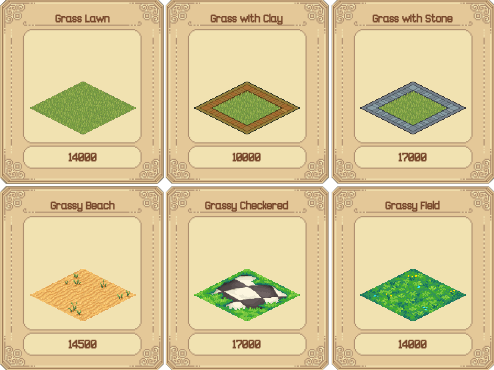 Grass Lawn
Grass with Clay
Grass with Stone
14000
10000
17000
Grassy Beach
Grassy Checkered
Grassy Field
14500
17000
14000